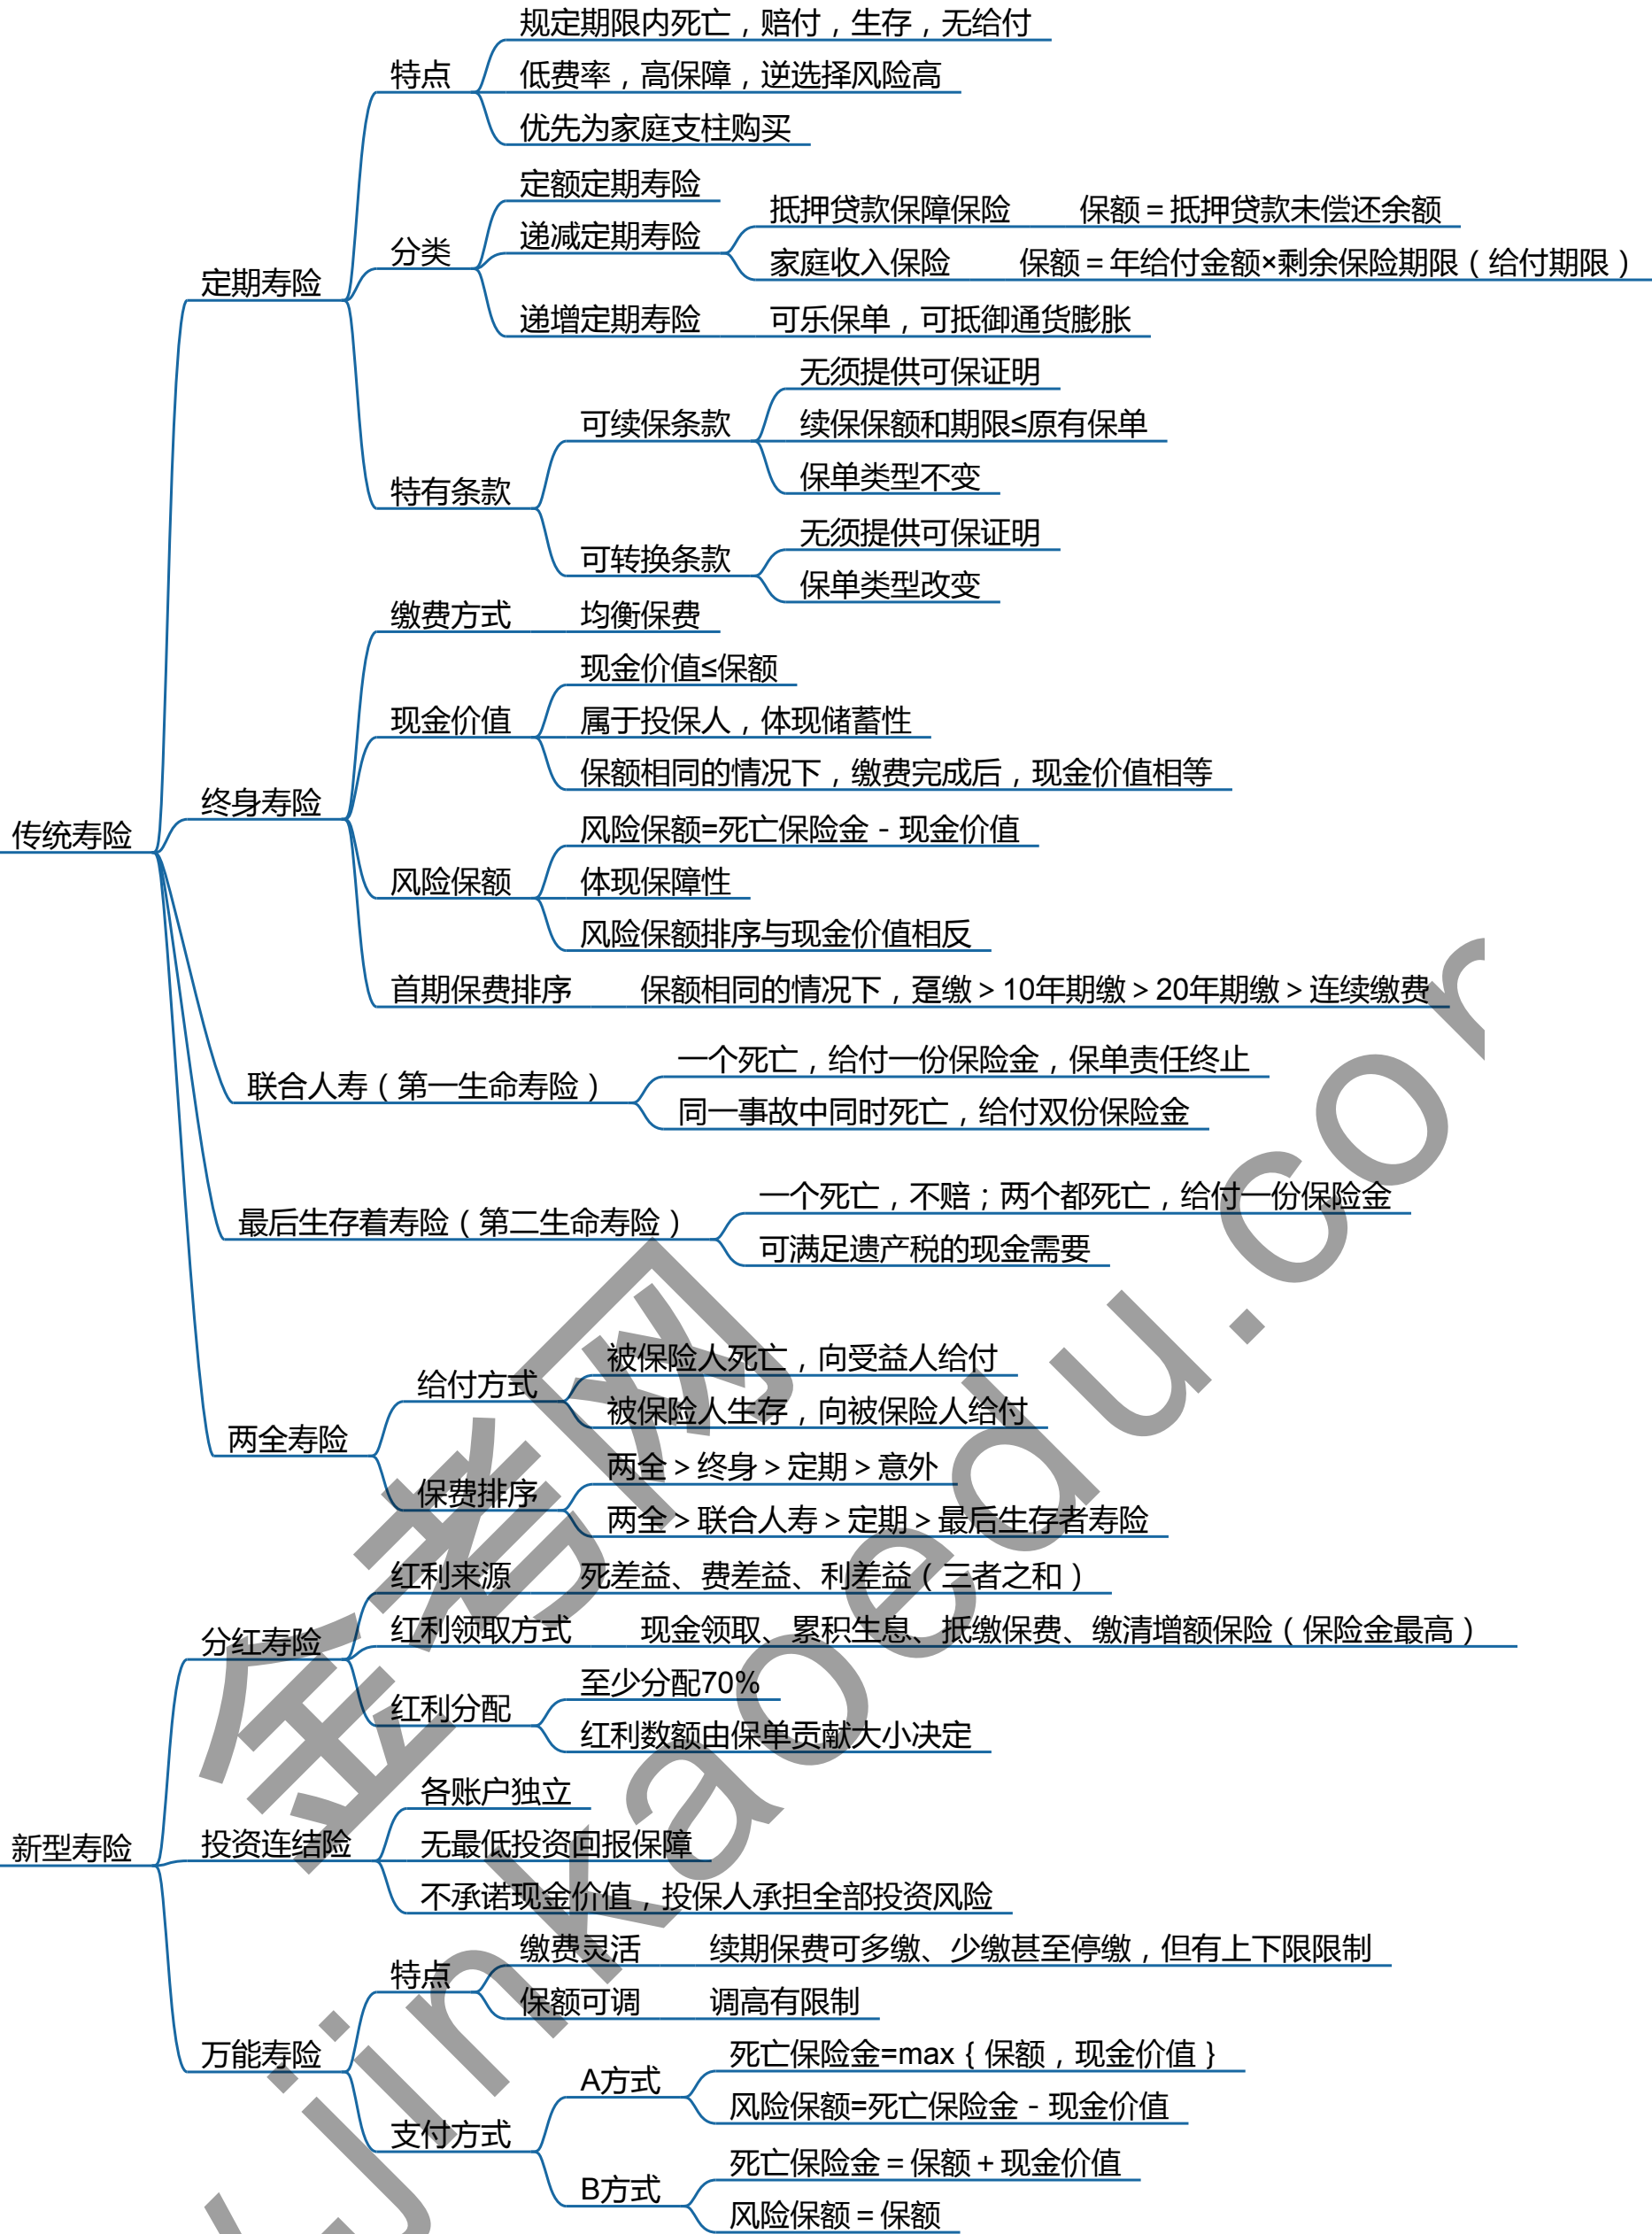 规定期限内死亡，赔付，生存，无给付
特点
低费率，高保障，逆选择风险高
优先为家庭支柱购买
定额定期寿险
抵押贷款保障保险 保额＝抵押贷款未偿还余额
递减定期寿险
分类
家庭收入保险 保额＝年给付金额×剩余保险期限（给付期限）
定期寿险
递增定期寿险 可乐保单，可抵御通货膨胀
无须提供可保证明
可续保条款
续保保额和期限≤原有保单
保单类型不变
特有条款
无须提供可保证明
可转换条款
保单类型改变
缴费方式 均衡保费
现金价值≤保额
现金价值
属于投保人，体现储蓄性
保额相同的情况下，缴费完成后，现金价值相等
终身寿险
传统寿险
风险保额=死亡保险金－现金价值
风险保额
体现保障性
风险保额排序与现金价值相反
首期保费排序 保额相同的情况下，趸缴＞10年期缴＞20年期缴＞连续缴费
一个死亡，给付一份保险金，保单责任终止
联合人寿（第一生命寿险）
同一事故中同时死亡，给付双份保险金
一个死亡，不赔；两个都死亡，给付一份保险金
最后生存着寿险（第二生命寿险）
可满足遗产税的现金需要
被保险人死亡，向受益人给付
给付方式
被保险人生存，向被保险人给付
两全寿险
两全＞终身＞定期＞意外
保费排序
两全＞联合人寿＞定期＞最后生存者寿险
红利来源 死差益、费差益、利差益（三者之和）
分红寿险
红利领取方式 现金领取、累积生息、抵缴保费、缴清增额保险（保险金最高）
至少分配70%
红利分配
红利数额由保单贡献大小决定
各账户独立
新型寿险
投资连结险
无最低投资回报保障
不承诺现金价值，投保人承担全部投资风险
缴费灵活 续期保费可多缴、少缴甚至停缴，但有上下限限制
特点
保额可调 调高有限制
万能寿险
死亡保险金=max｛保额，现金价值｝
A方式
风险保额=死亡保险金－现金价值
支付方式
死亡保险金＝保额＋现金价值
B方式
风险保额＝保额
金考网
.jinkaoedu.co